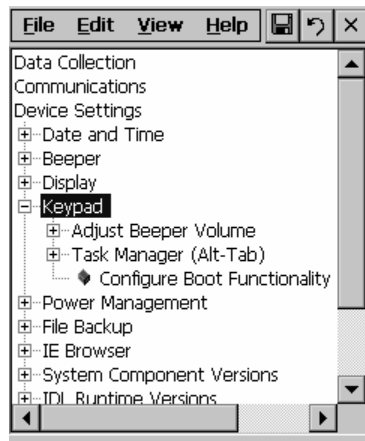 File Edit View Help
Data Collection
Communications
Device Settings
Date and Time
Beeper
Display
Keypad
Adjust Beeper Volume
Task Manager (Alt-Tab)
Configure Boot Functionality
Power Management
File Backup
IE Browser
System Component Versions
IDL Runtime Versions